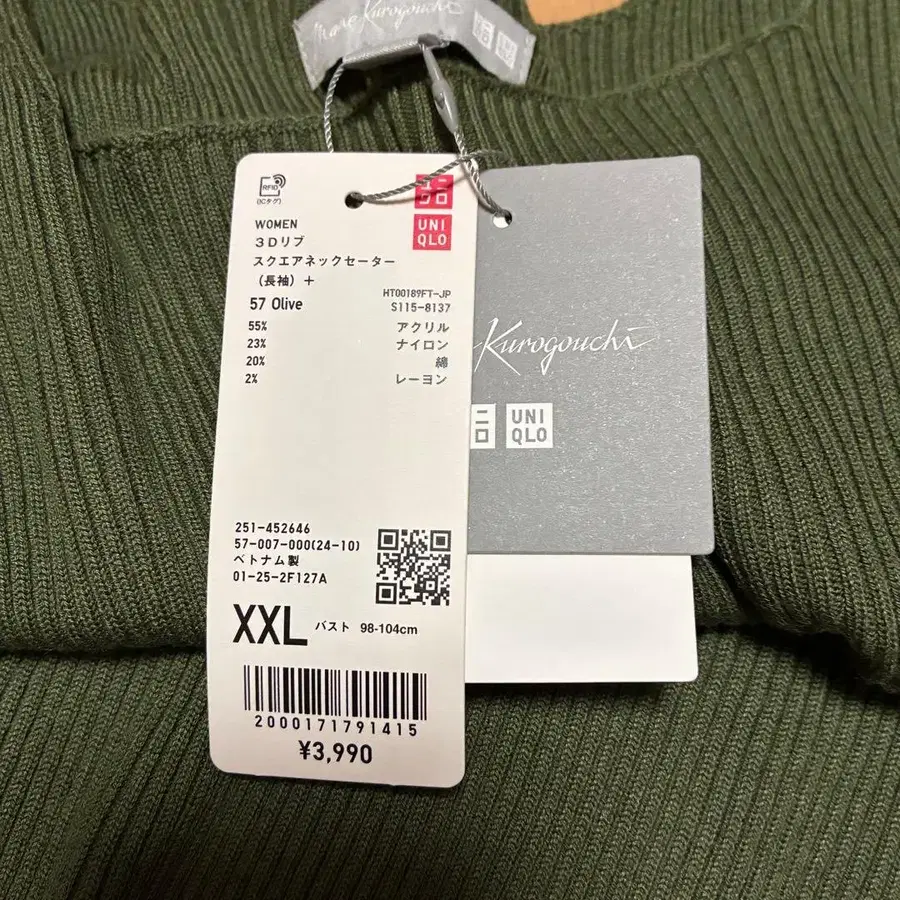 Mame Kurogouchi
UNI QLO
RFID
(ICタグ)
WOMEN
3Dリブ
スクエアネックセーター
(長袖)+
57 Olive
HT00189FT-JP
S115-8137
55% アクリル
23% ナイロン
20% 綿
2% レーヨン
251-452646
57-007-000(24-10)
ベトナム製
01-25-2F127A
XXL バスト 98-104cm
2000171791415
¥3,990
Kurogouchi
UNI
QLO